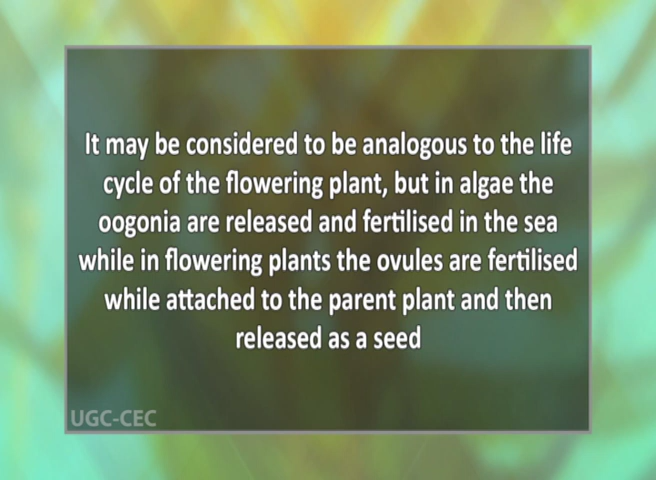 It may be considered to be analogous to the life
cycle of the flowering plant, but in algae the
oogonia are released and fertilised in the sea
while in flowering plants the ovules are fertilised
while attached to the parent plant and then
released as a seed
UGC-CEC